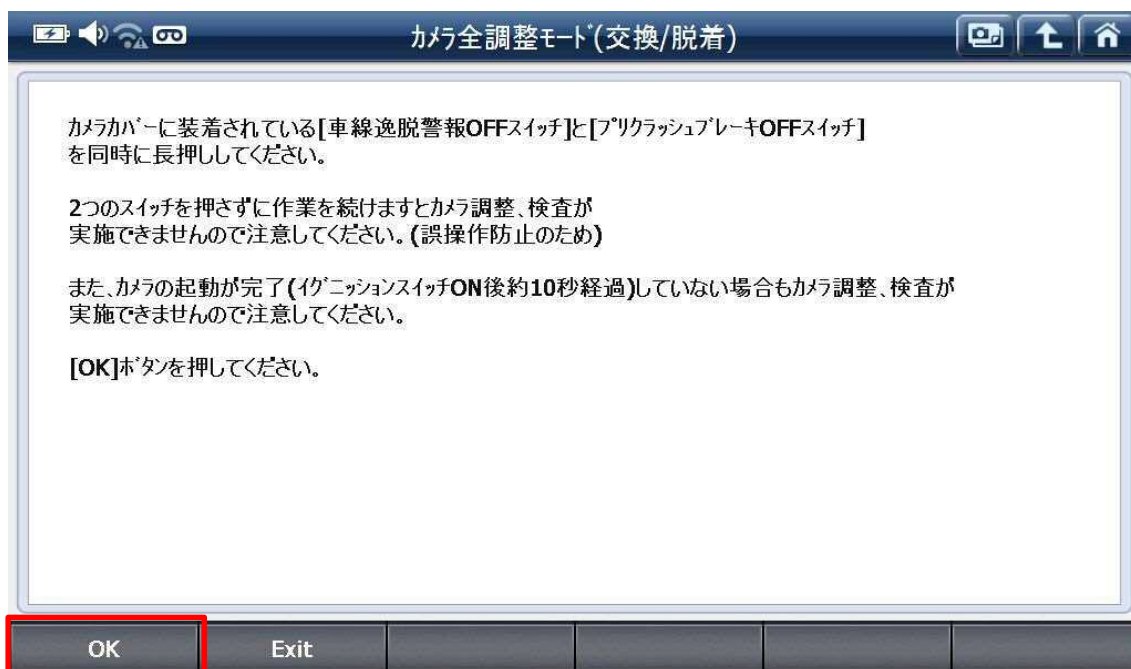 カメラ全調整モード(交換/脱着)
カメラカバーに装着されている[車線逸脱警報OFFスイッチ]と[プリクラッシュブレーキOFFスイッチ]
を同時に長押ししてください。
2つのスイッチを押さずに作業を続けますとカメラ調整、検査が
実施できませんので注意してください。(誤操作防止のため)
また、カメラの起動が完了(イグニッションスイッチON後約10秒経過)していない場合もカメラ調整、検査が
実施できませんので注意してください。
[OK]ボタンを押してください。
OK
Exit